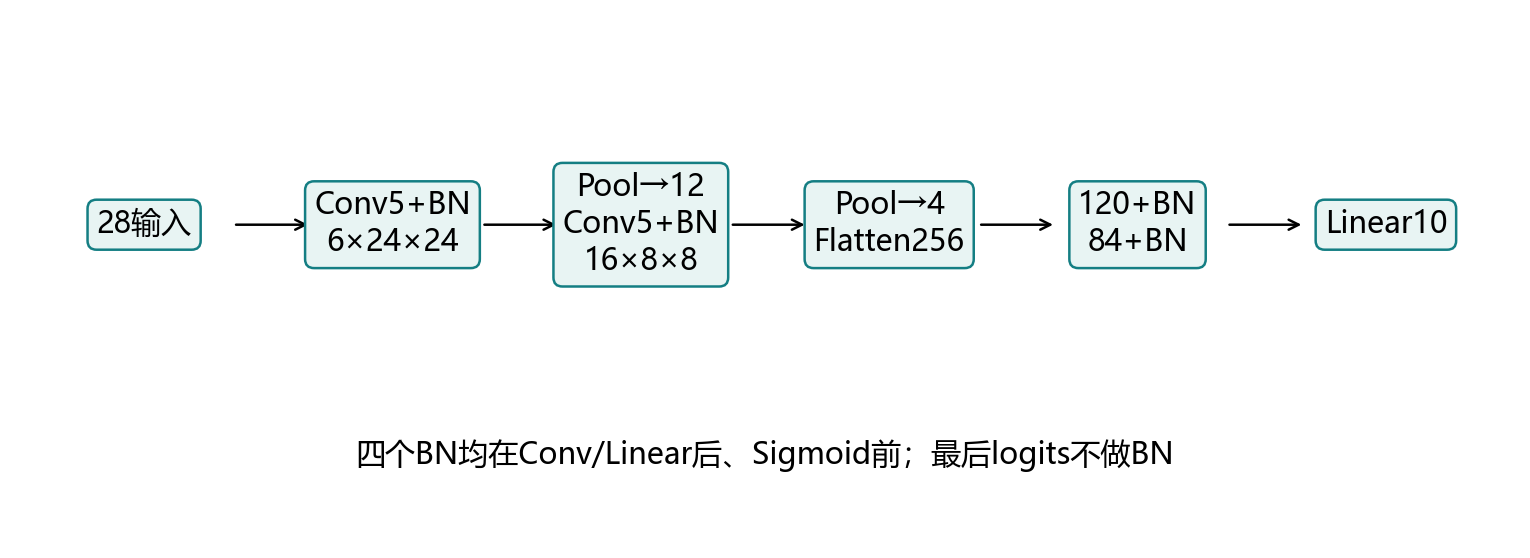 28输入
Conv5+BN
6×24×24
Pool→12
Conv5+BN
16×8×8
Pool→4
Flatten256
120+BN
84+BN
Linear10
四个BN均在Conv/Linear后、Sigmoid前；最后logits不做BN